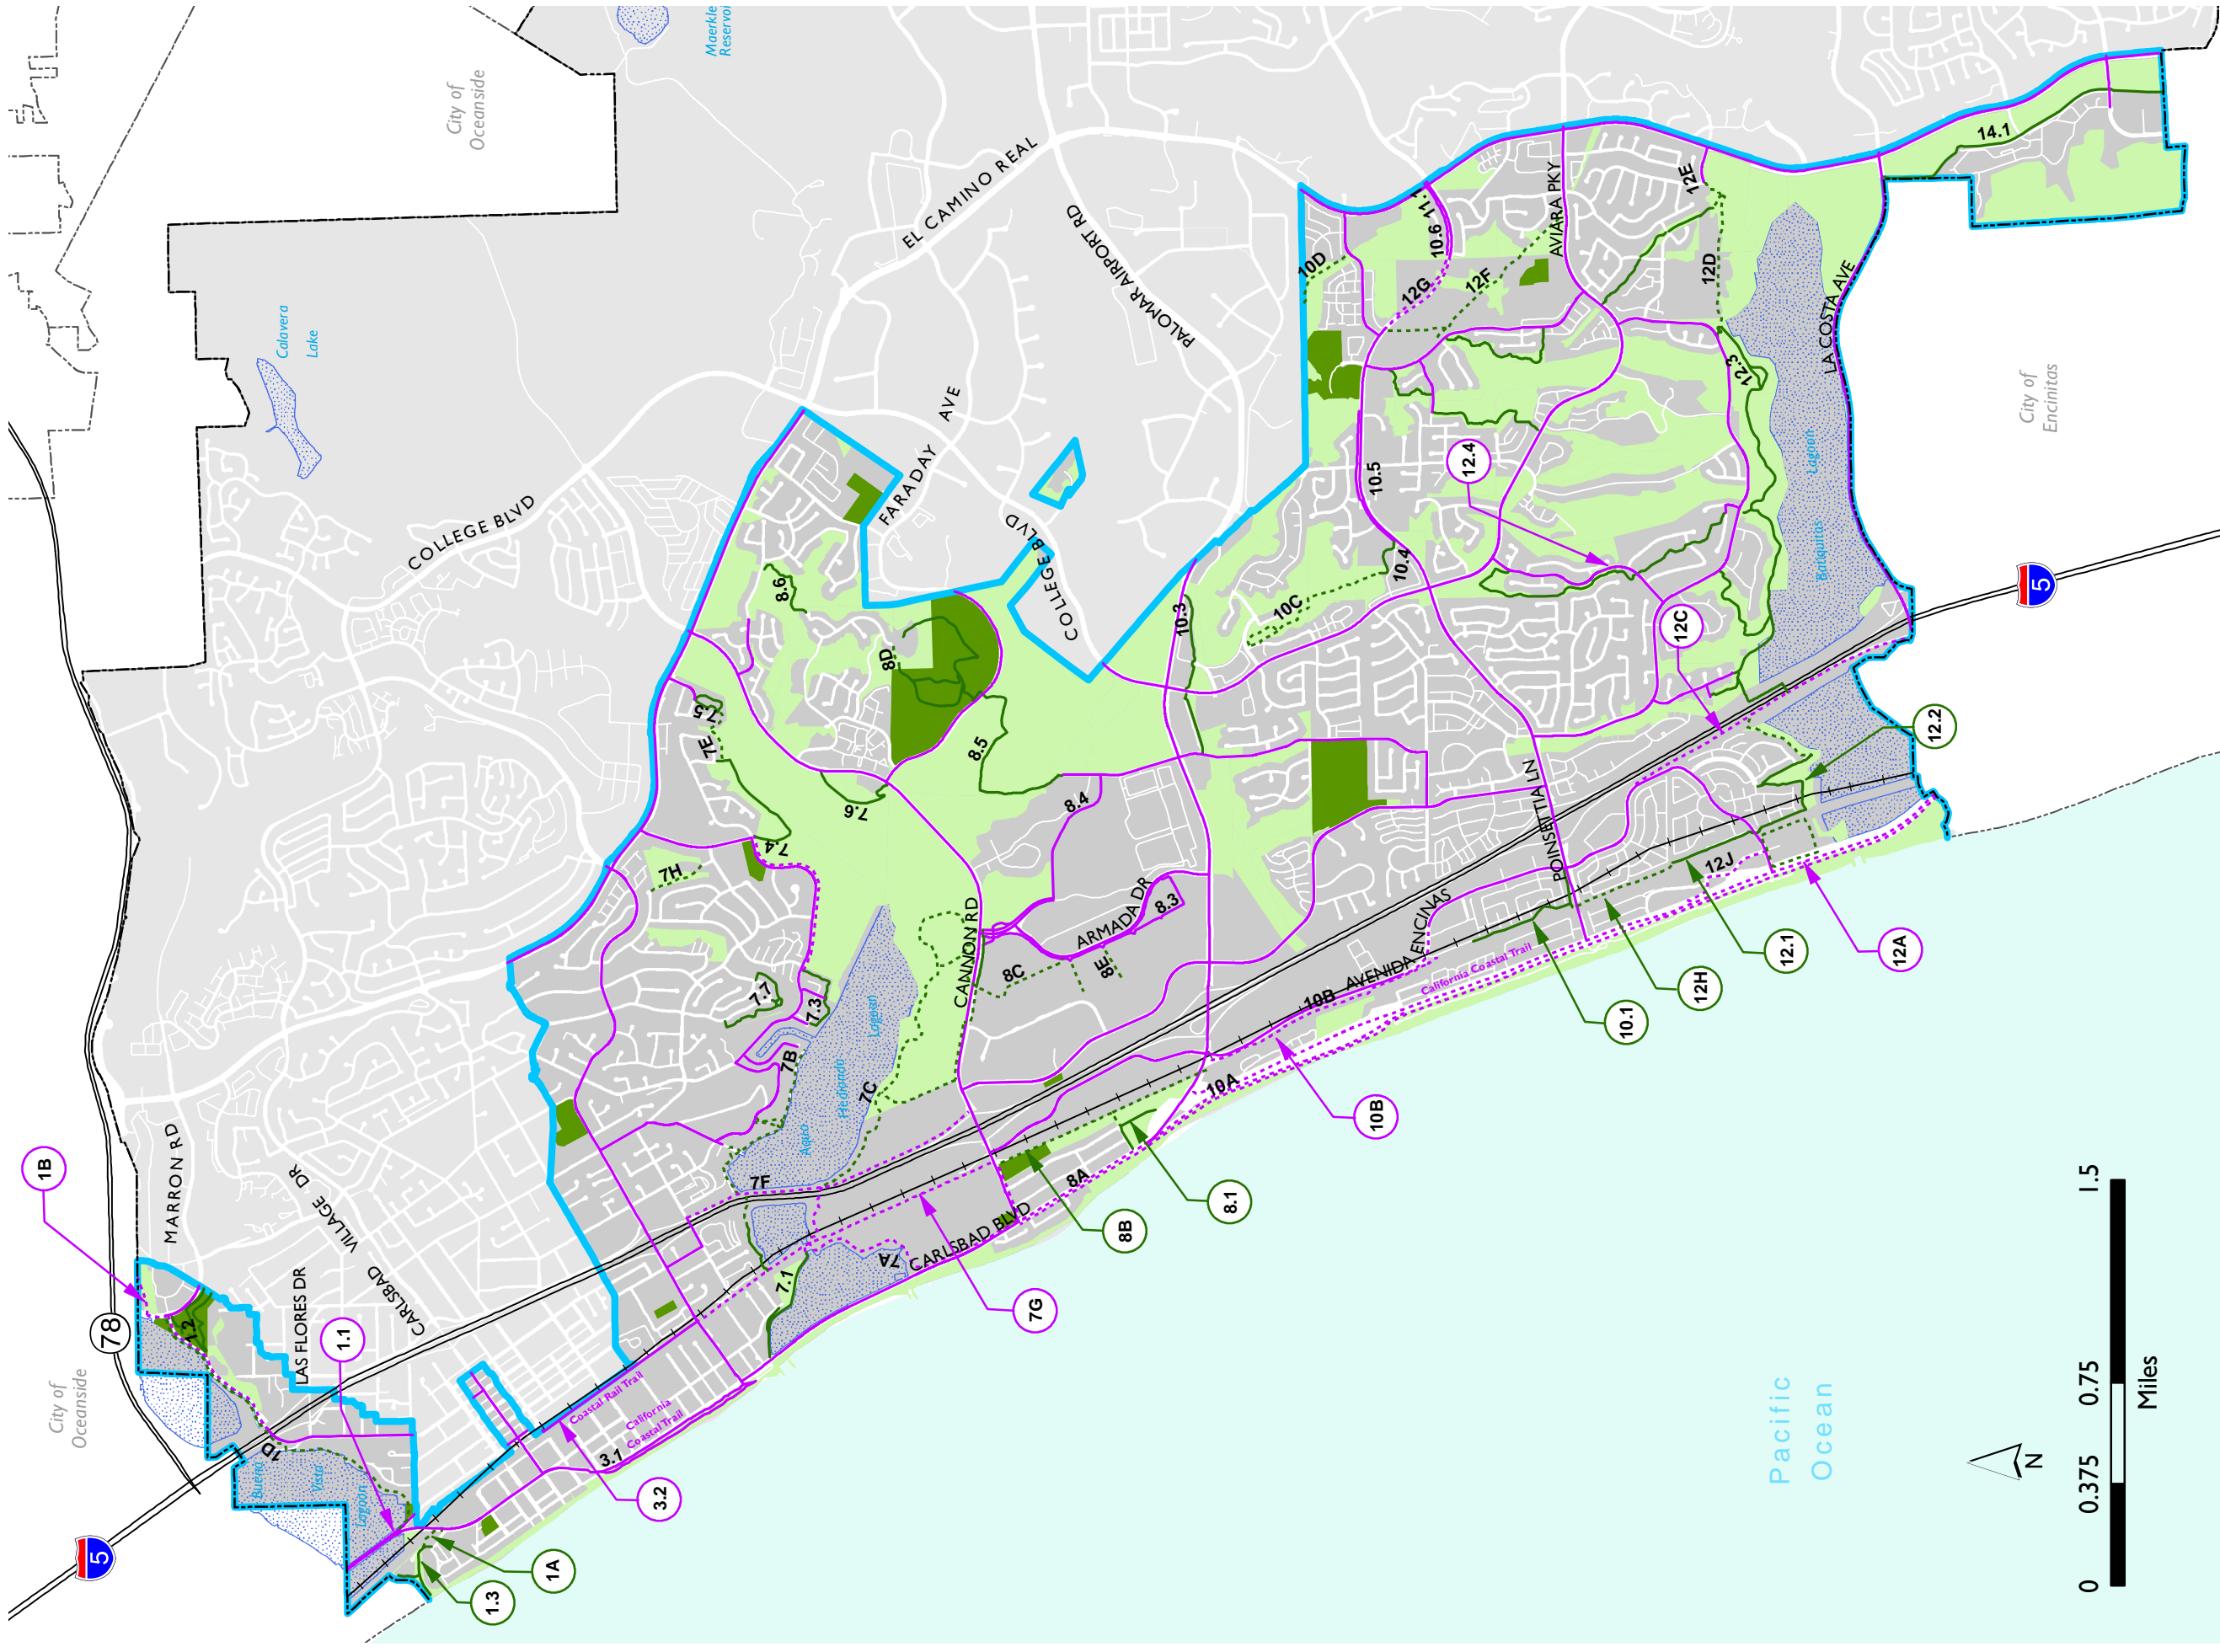 City of
Oceanside
City of
Oceanside
Maerkle
78
5
1B
MARRON RD
1.2
LAS FLORES DR
CARLSBAD
VILLAGE DR
1.1
1D
Buena
Vista
Lagoon
1A
1.3
3.2
3.1
Coastal Rail Trail
California
Coastal Trail
Calavera
Lake
COLLEGE BLVD
EL CAMINO REAL
FARADAY AVE
COLLEGE BLVD
PALOMAR AIRPORT RD
8.6
8D
7.5
7E
7.6
8.5
7.4
7H
8.4
7.7
7.3
7B
7C
Agua
Hedionda
Lagoon
7F
7A
7.1
7G
CARLSBAD BLVD
CANNON RD
8C
8E
ARMADA DR
8.3
8A
8B
8.1
10A
10B
10B
AVENIDA ENCINAS
California Coastal Trail
10.1
12H
12.1
12A
12J
12.2
POINSETTIA LN
12C
12.4
10.3
10C
10.4
10.5
10D
10.6
11.1
12G
12F
AVIARA PKY
12E
12D
12.3
Batiquitos
Lagoon
LA COSTA AVE
14.1
City of
Encinitas
5
Pacific
Ocean
N
0 0.375 0.75 1.5
Miles